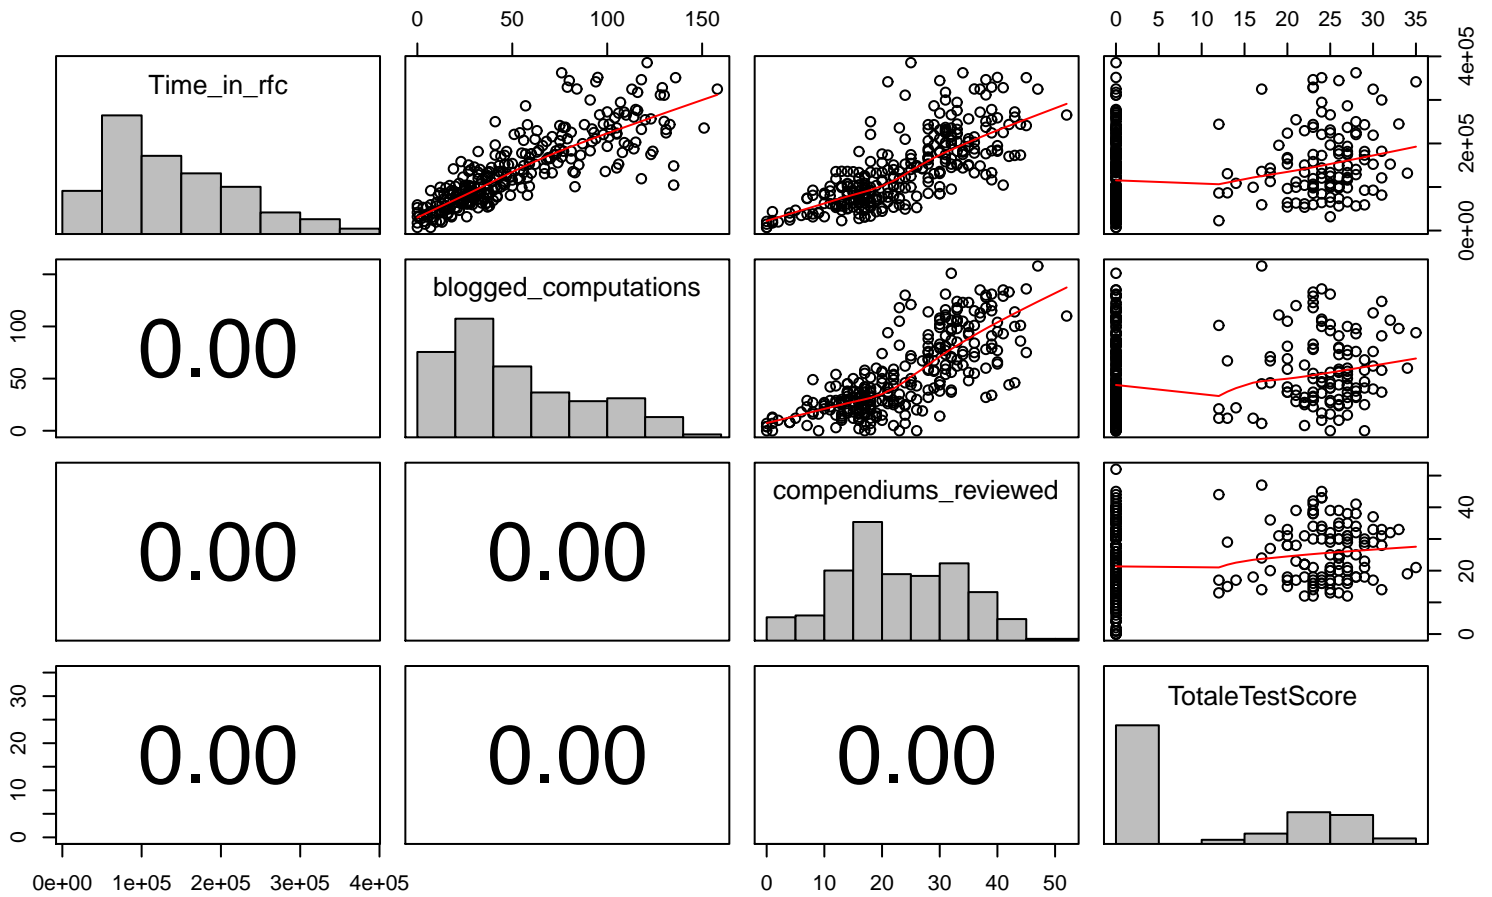 0 50 100 150
0 5 10 15 20 25 30 35
Time_in_rfc
0e+00 2e+05 4e+05
blogged_computations
0.00
0 50 100
compendiums_reviewed
0.00 0.00
0 20 40
TotaleTestScore
0.00 0.00 0.00
0 10 20 30
0e+00 1e+05 2e+05 3e+05 4e+05
0 10 20 30 40 50